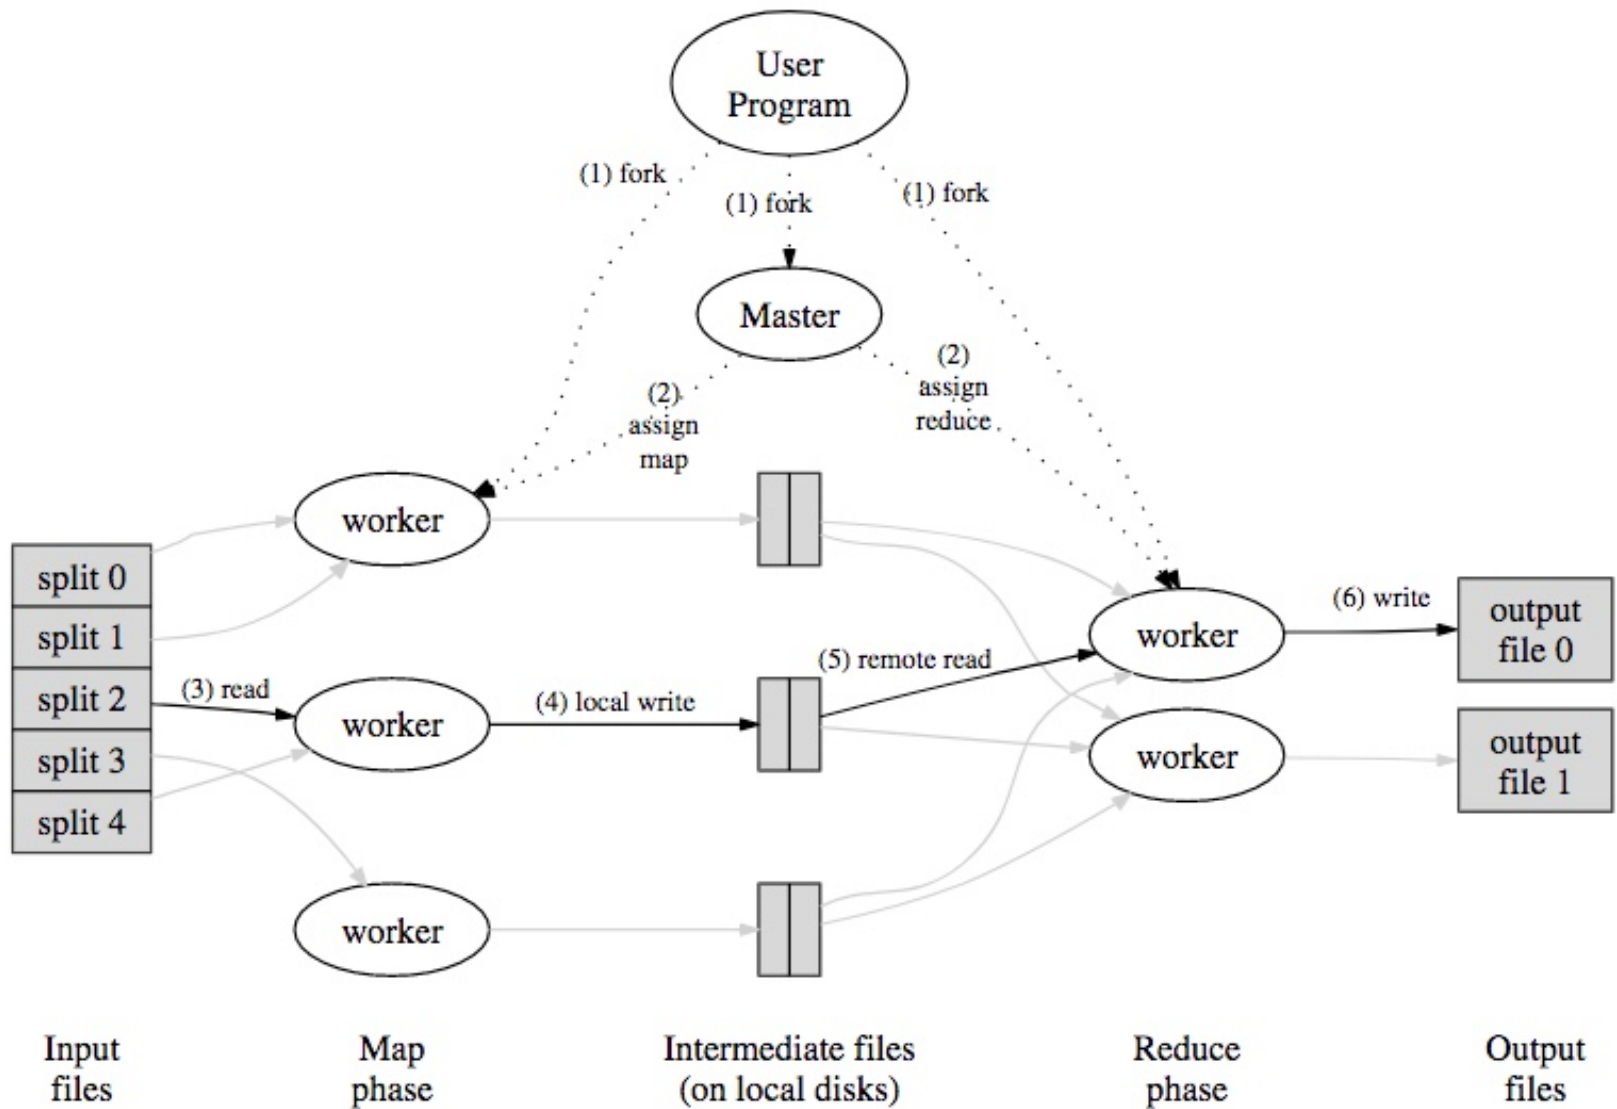 User
Program
(1) fork
(1) fork
(1) fork
Master
(2)
assign
map
(2)
assign
reduce
worker
split 0
split 1
split 2
split 3
split 4
(3) read
worker
(4) local write
(5) remote read
worker
(6) write
output
file 0
worker
output
file 1
worker
Input
files
Map
phase
Intermediate files
(on local disks)
Reduce
phase
Output
files